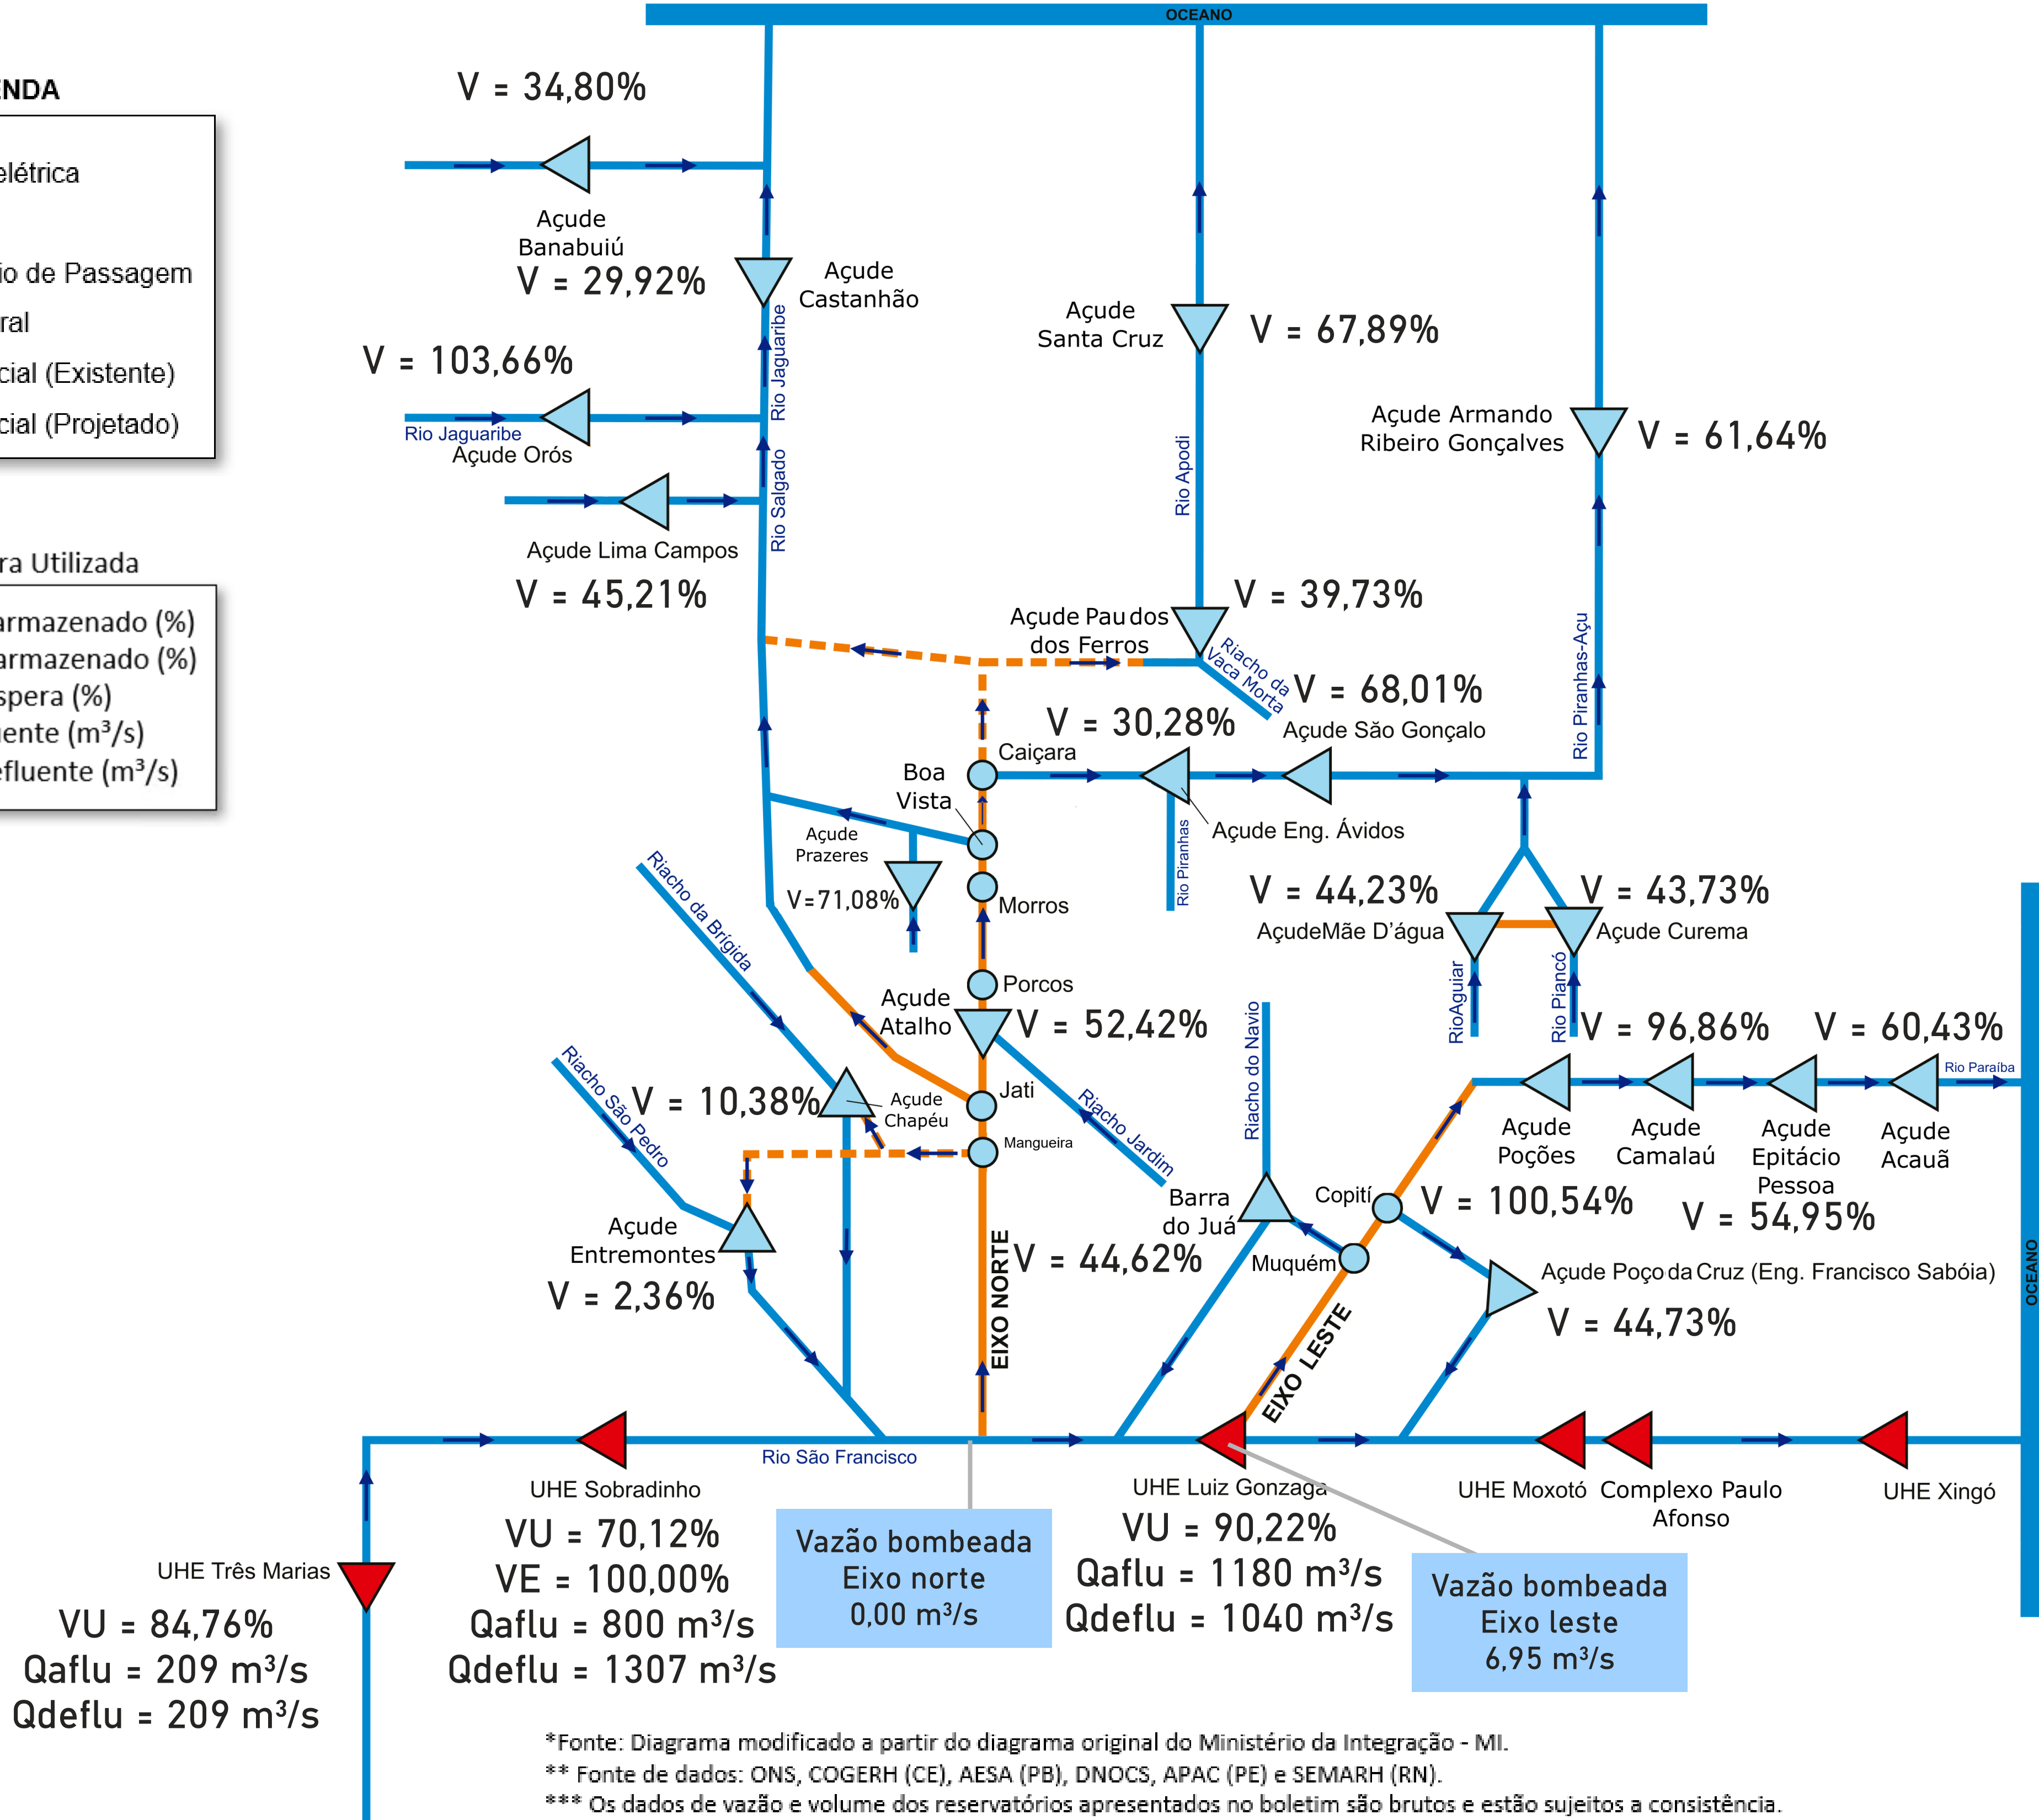 OCEANO
ENDA
elétrica
io de Passagem
ral
cial (Existente)
cial (Projetado)
ra Utilizada
armazenado (%)
armazenado (%)
spera (%)
uente (m³/s)
efluente (m³/s)
V = 34,80%
Açude
Banabuiú
V = 29,92%
Açude
Castanhão
V = 103,66%
Rio Jaguaribe
Rio Jaguaribe
Açude Orós
Rio Salgado
Açude Lima Campos
V = 45,21%
Açude
Santa Cruz
V = 67,89%
Rio Apodi
Açude Armando
Ribeiro Gonçalves
V = 61,64%
Rio Piranhas-Açu
Açude Pau dos
dos Ferros
V = 39,73%
Riacho da
Vaca Morta
V = 68,01%
Açude São Gonçalo
V = 30,28%
Caiçara
Boa
Vista
Açude Eng. Ávidos
Rio Piranhas
Açude
Prazeres
V=71,08%
Morros
V = 44,23%
AçudeMãe D'água
V = 43,73%
Açude Curema
RioAguiar
Rio Piancó
Riacho da Brígida
Porcos
Açude
Atalho
V = 52,42%
Riacho São Pedro
V = 10,38%
Açude
Chapéu
Jati
Mangueira
Riacho Jardim
Riacho do Navio
V = 96,86%
V = 60,43%
Rio Paraíba
Açude
Poções
Açude
Camalaú
Açude
Epitácio
Pessoa
Açude
Acauã
V = 100,54%
V = 54,95%
Açude
Entremontes
V = 2,36%
EIXO NORTE
Barra
do Juá
V = 44,62%
Copití
Muquém
Açude Poço da Cruz (Eng. Francisco Sabóia)
V = 44,73%
EIXO LESTE
OCEANO
Rio São Francisco
UHE Sobradinho
VU = 70,12%
VE = 100,00%
Qaflu = 800 m³/s
Qdeflu = 1307 m³/s
Vazão bombeada
Eixo norte
0,00 m³/s
UHE Luiz Gonzaga
VU = 90,22%
Qaflu = 1180 m³/s
Qdeflu = 1040 m³/s
Vazão bombeada
Eixo leste
6,95 m³/s
UHE Moxotó
Complexo Paulo
Afonso
UHE Xingó
UHE Três Marias
VU = 84,76%
Qaflu = 209 m³/s
Qdeflu = 209 m³/s
*Fonte: Diagrama modificado a partir do diagrama original do Ministério da Integração - MI.
** Fonte de dados: ONS, COGERH (CE), AESA (PB), DNOCS, APAC (PE) e SEMARH (RN).
*** Os dados de vazão e volume dos reservatórios apresentados no boletim são brutos e estão sujeitos a consistência.